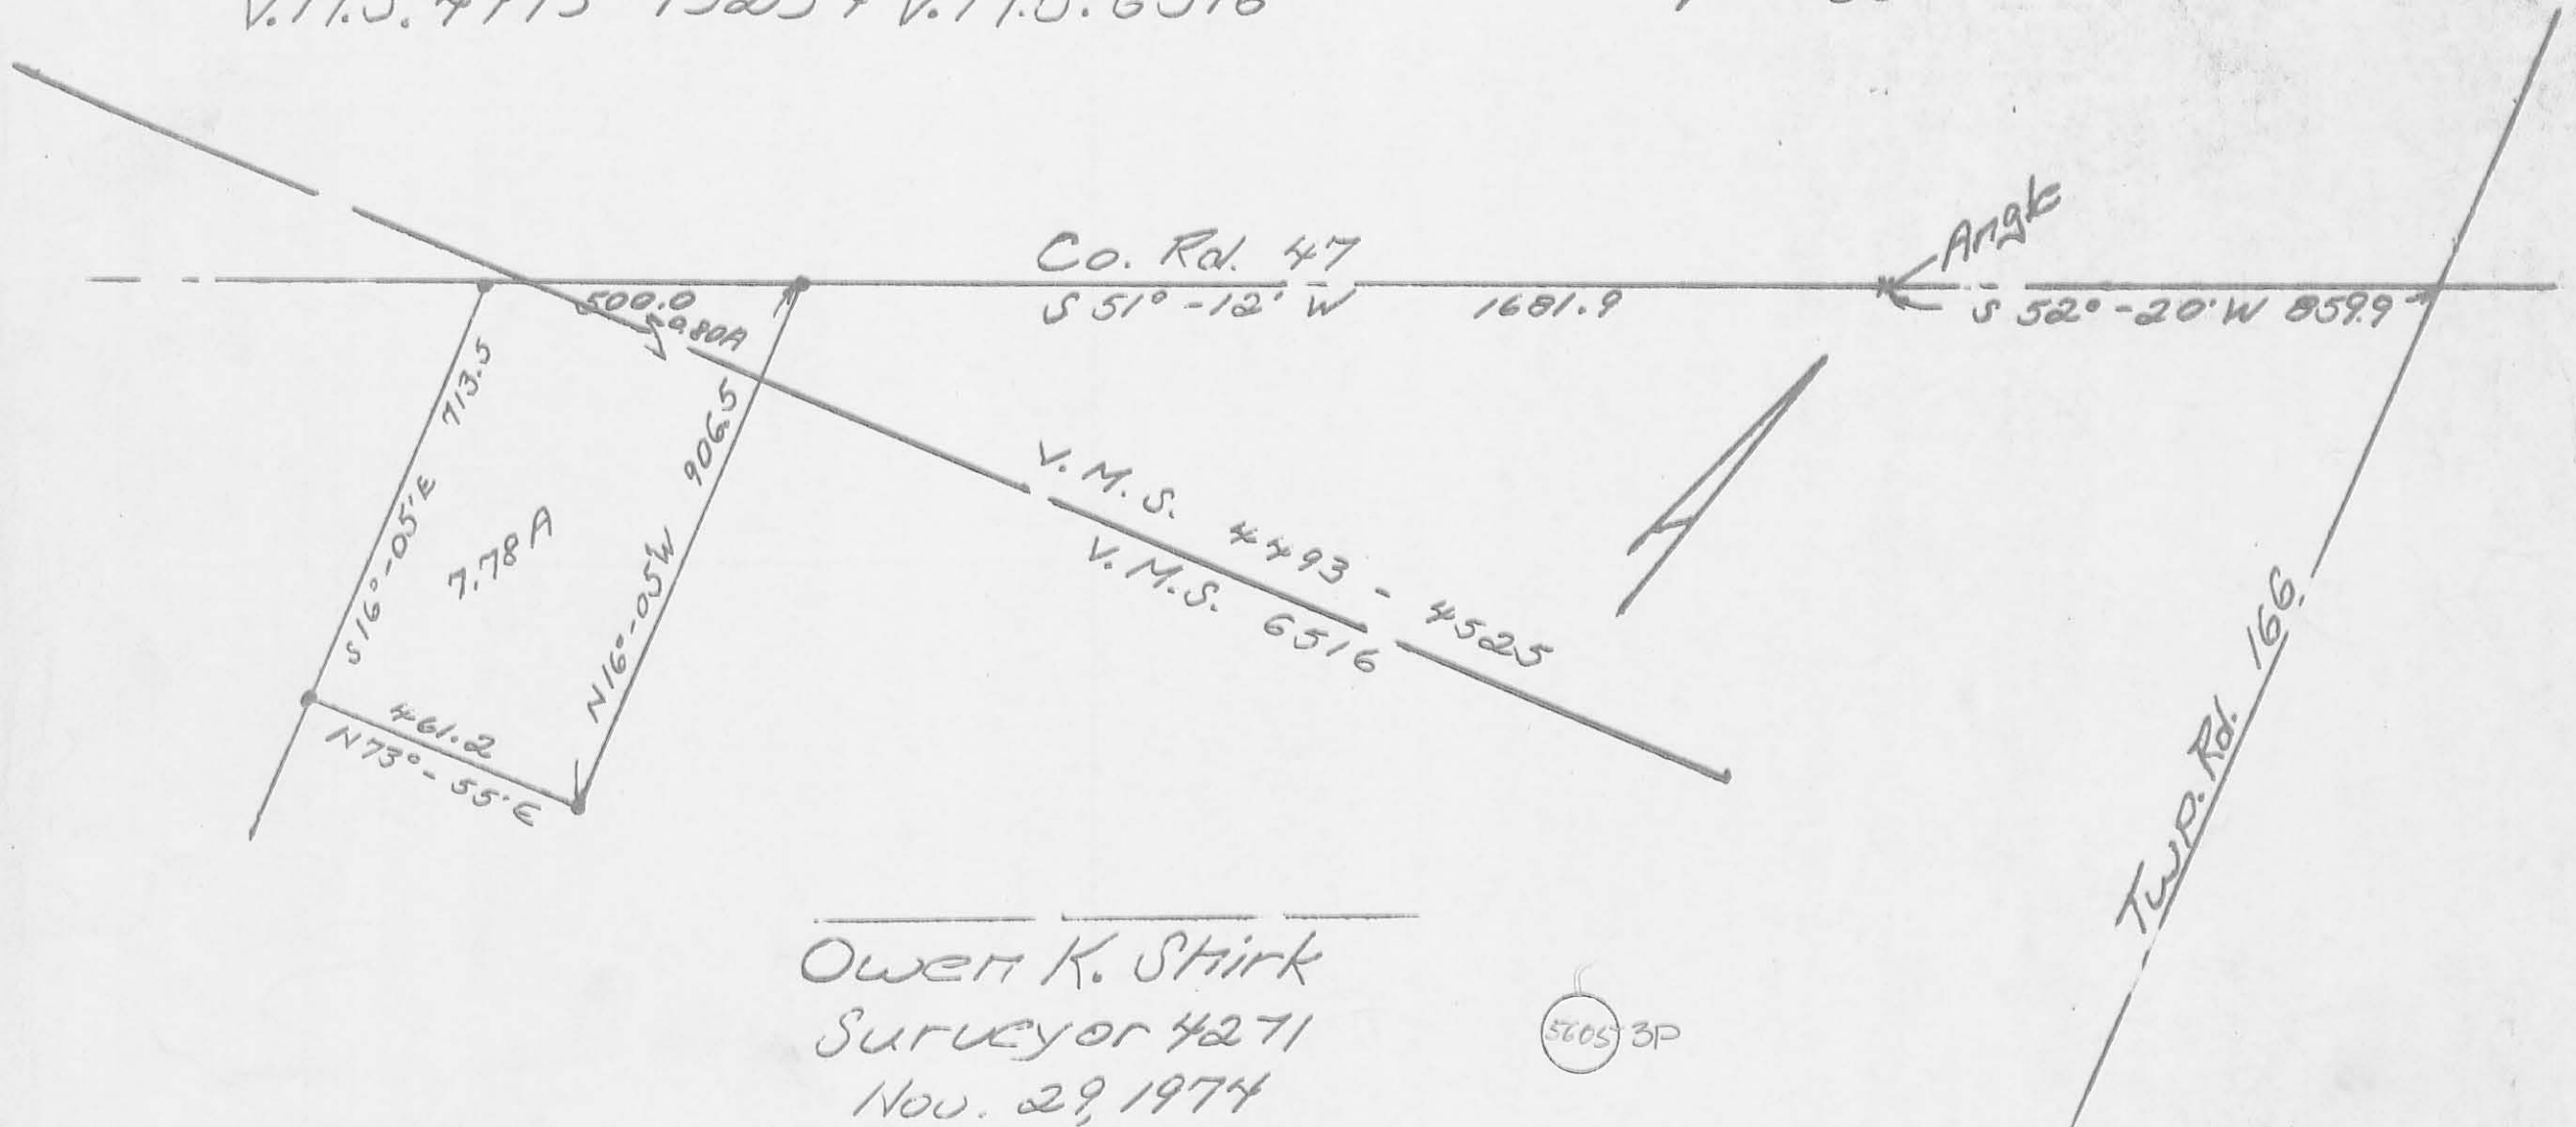 Co. Rd. 47
S 51° - 12' W 1681.9
Angle
S 52° - 20' W 859.9
500.0
713.5
S 16° - 05' E
7.78 A
906.5
N 16° - 05' W
461.2
N 73° - 55' E
V. M. S. 4493 - 4525
V. M. S. 6516
Twp. Rd. 166
Owen K. Shirk
Surveyor 4271
Nov. 29, 1974
5605 3P